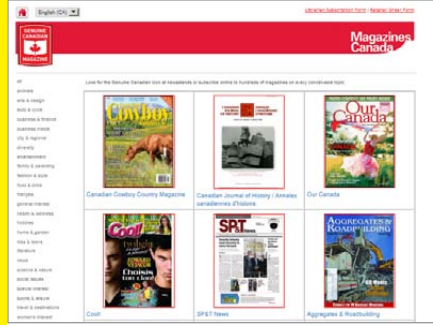 English (CA)
Librarian Subscription Form | Retailer Order Form
GENUINE
CANADIAN
MAGAZINE
Magazines
Canada
Look for the Genuine Canadian icon at newsstands or subscribe online to hundreds of magazines on every conceivable topic.
all
animals
arts & design
auto & cycle
business & finance
business media
city & regional
diversity
entertainment
family & parenting
fashion & style
food & drink
français
general interest
health & wellness
hobbies
home & garden
kids & teens
literature
news
science & nature
social issues
special interest
sports & leisure
travel & destinations
women's interest
Cowboy
Canadian Cowboy Country Magazine
Canadian Journal of History / Annales
canadiennes d'histoire
Our
Canada
Our Canada
Cool!
twilight
Choisis
Cool!
SP&T
News
SP&T News
AGGREGATES &
ROADBUILDING
Aggregates & Roadbuilding